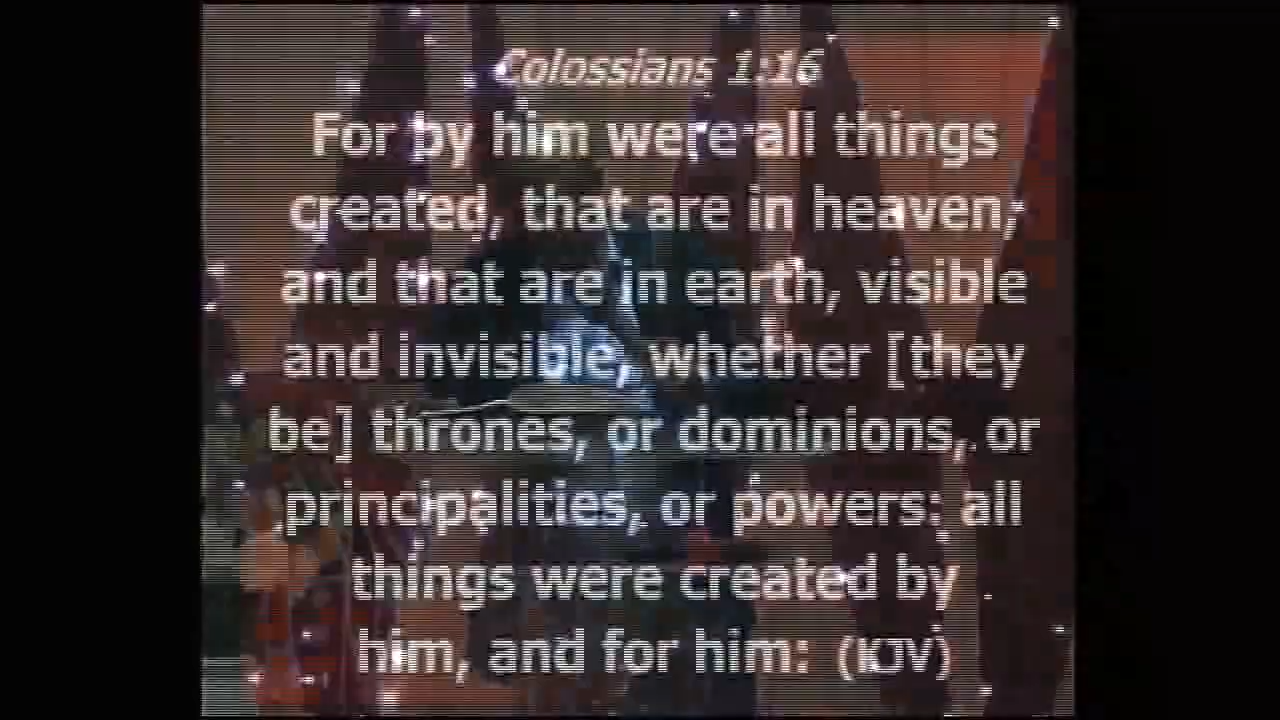 Colossians 1:16
For by him were all things
created, that are in heaven,
and that are in earth, visible
and invisible, whether [they
be] thrones, or dominions, or
principalities, or powers: all
things were created by
him, and for him: (KJV)